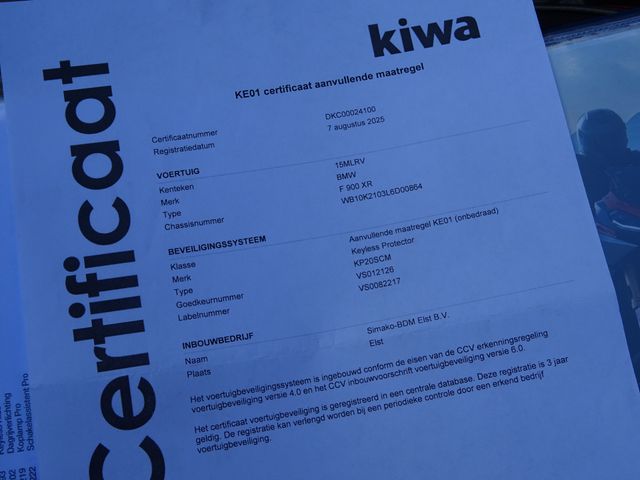 kiwa
Certificaat
KE01 certificaat aanvullende maatregel
Certificaatnummer DKC00024100
Registratiedatum 7 augustus 2025
VOERTUIG
Kenteken 15MLRV
Merk BMW
Type F 900 XR
Chassisnummer WB10K2103L6D00864
BEVEILIGINGSSYSTEEM
Klasse Aanvullende maatregel KE01 (onbedraad)
Merk Keyless Protector
Type KP20SCM
Goedkeurnummer VS012126
Labelnummer VS0082217
INBOUWBEDRIJF
Naam Simako-BDM Elst B.V.
Plaats Elst
Het voertuigbeveiligingssysteem is ingebouwd conform de eisen van de CCV erkenningsregeling
voertuigbeveiliging versie 4.0 en het CCV inbouwvoorschrift voertuigbeveiliging versie 6.0.
Het certificaat voertuigbeveiliging is geregistreerd in een centrale database. Deze registratie is 3 jaar
geldig. De registratie kan verlengd worden bij een periodieke controle door een erkend bedrijf
voertuigbeveiliging.
Dagrijverlichting
Koplamp Pro
Schakelassistent Pro